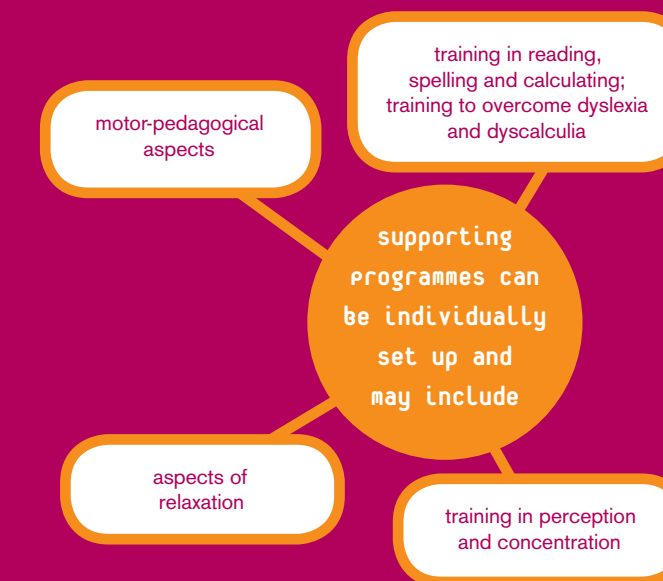 training in reading,
spelling and calculating;
training to overcome dyslexia
and dyscalculia
motor-pedagogical
aspects
supporting
programmes can
be individually
set up and
may include
aspects of
relaxation
training in perception
and concentration